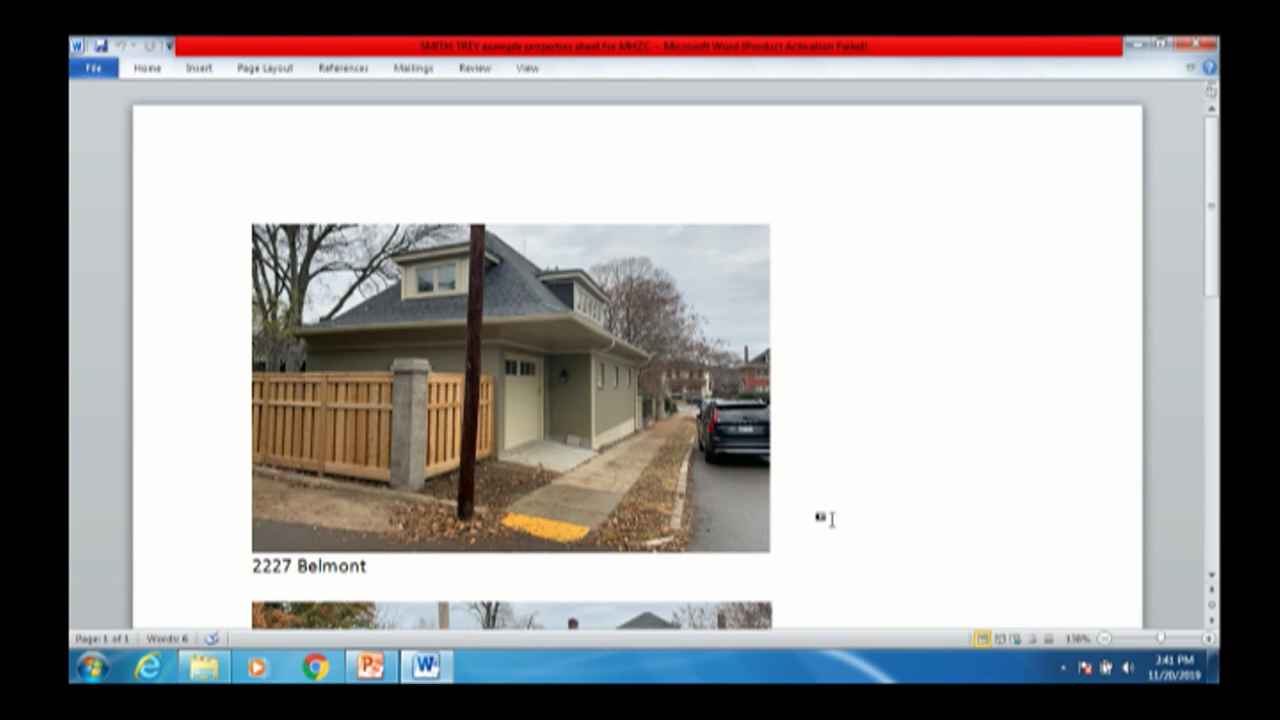 SMITH TREY example properties sheet for MHZC - Microsoft Word (Product Activation Failed)
File Home Insert Page Layout References Mailings Review View
2227 Belmont
Page: 1 of 1 Words: 6 136%
2:41 PM
11/20/2019